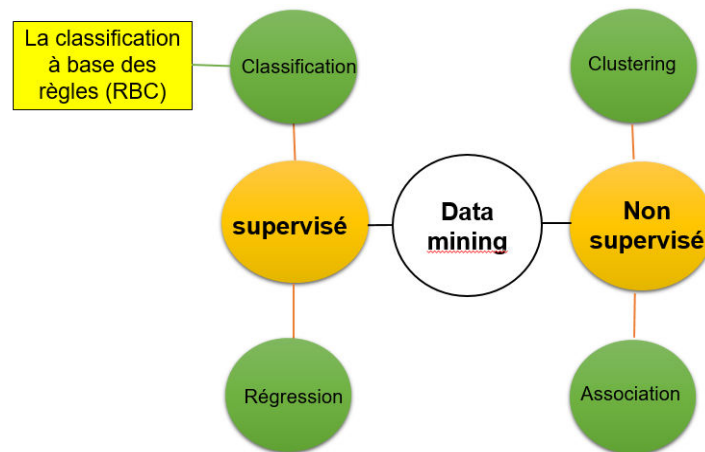 La classification
à base des
règles (RBC)
Classification
Clustering
supervisé
Data
mining
Non
supervisé
Régression
Association